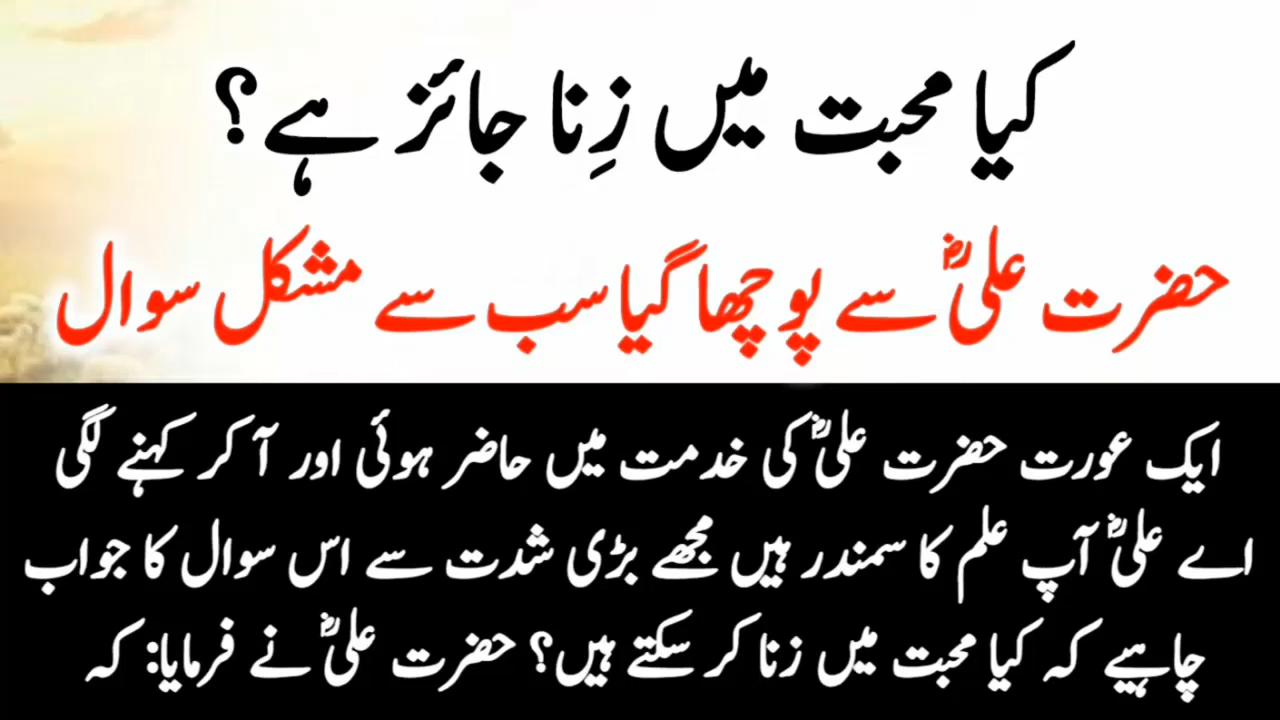 کیا محبت میں زِنا جائز ہے؟
حضرت علیؓ سے پوچھا گیا سب سے مشکل سوال
ایک عورت حضرت علیؓ کی خدمت میں حاضر ہوئی اور آ کر کہنے لگی
اے علیؓ آپ علم کا سمندر ہیں مجھے بڑی شدت سے اس سوال کا جواب
چاہیے کہ کیا محبت میں زنا کر سکتے ہیں؟ حضرت علیؓ نے فرمایا: کہ